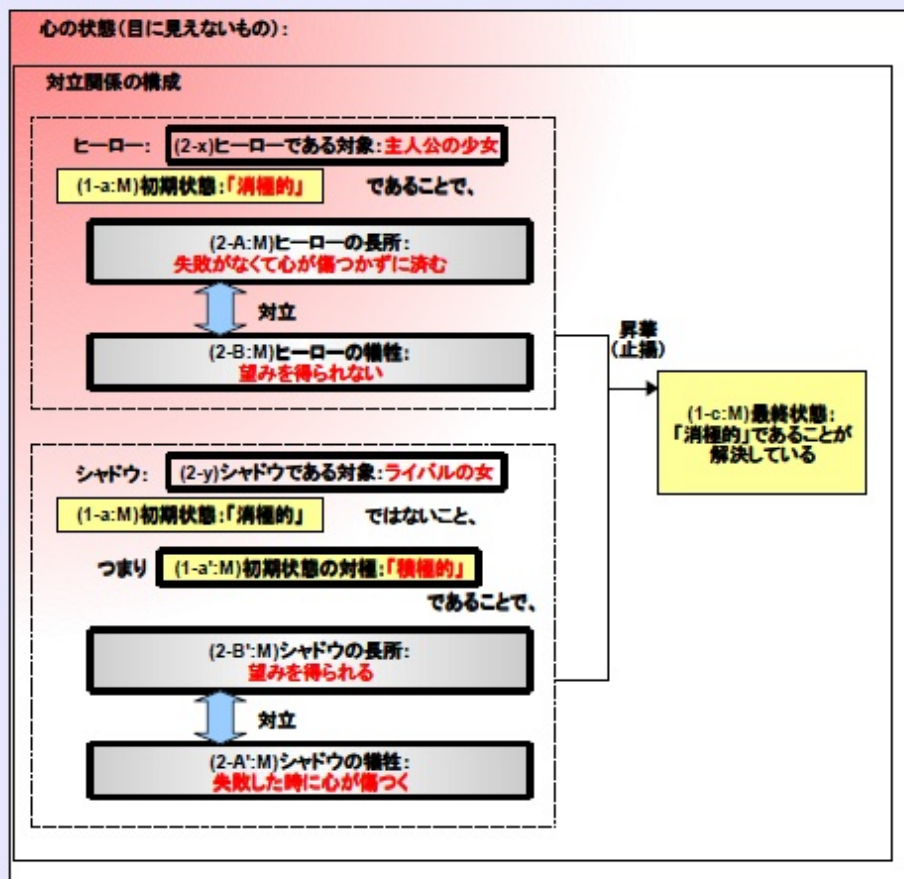 心の状態(目に見えないもの):
対立関係の構成
ヒーロー:
(2-x)ヒーローである対象:主人公の少女
(1-a:M)初期状態:「消極的」
であることで、
(2-A:M)ヒーローの長所:
失敗がなくて心が傷つかずに済む
対立
(2-B:M)ヒーローの犠牲:
望みを得られない
シャドウ:
(2-y)シャドウである対象:ライバルの女
(1-a:M)初期状態:「消極的」
ではないこと、
つまり
(1-a':M)初期状態の対極:「積極的」
であることで、
(2-B':M)シャドウの長所:
望みを得られる
対立
(2-A':M)シャドウの犠牲:
失敗した時に心が傷つく
昇華
(止揚)
(1-c:M)最終状態:
「消極的」であることが
解決している